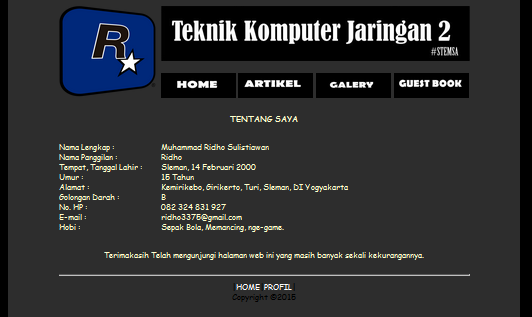 R
Teknik Komputer Jaringan 2
#STEMSA
HOME ARTIKEL GALERY GUEST BOOK
TENTANG SAYA
Nama Lengkap : Muhammad Ridho Sulistiawan
Nama Panggilan : Ridho
Tempat, Tanggal Lahir : Sleman, 14 Februari 2000
Umur : 15 Tahun
Alamat : Kemirikebo, Girikerto, Turi, Sleman, DI Yogyakarta
Golongan Darah : B
No. HP : 082 324 831 927
E-mail : ridho3375@gmail.com
Hobi : Sepak Bola, Memancing, nge-game.
Terimakasih Telah mengunjungi halaman web ini yang masih banyak sekali kekurangannya.
|HOME |PROFIL|
Copyright ©2015